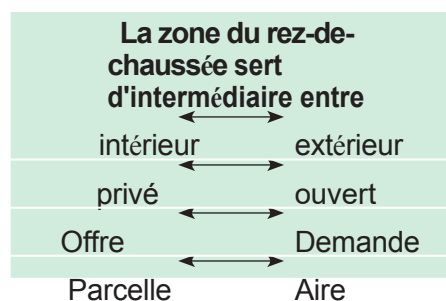 La zone du rez-de-
chaussée sert
d'intermédiaire entre
intérieur extérieur
privé ouvert
Offre Demande
Parcelle Aire